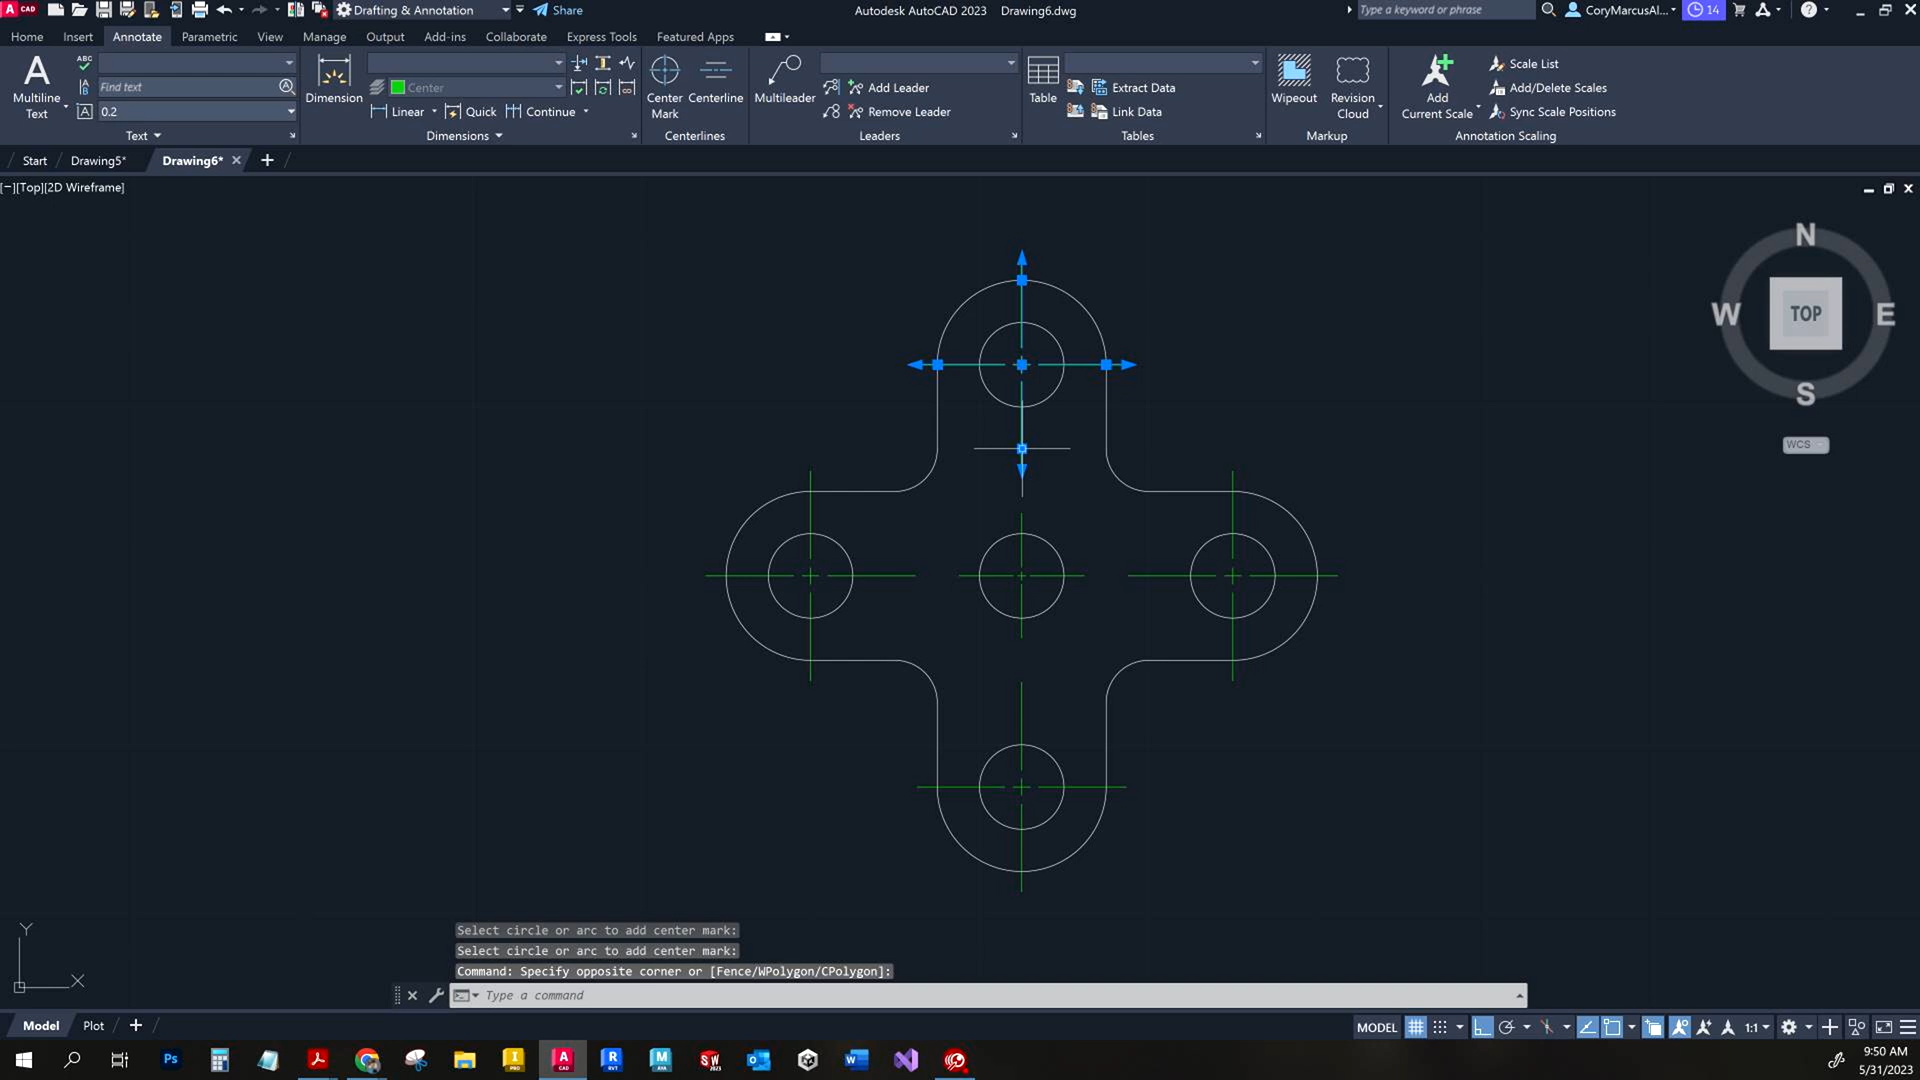 A CAD
Drafting & Annotation
Share
Autodesk AutoCAD 2023 Drawing6.dwg
Type a keyword or phrase
CoryMarcusAl...
14
Home Insert Annotate Parametric View Manage Output Add-ins Collaborate Express Tools Featured Apps
A
Multiline
Text
ABC
Find text
0.2
Text
Dimension
Center
Linear Quick Continue
Dimensions
Center
Mark
Centerline
Centerlines
Multileader
Add Leader
Remove Leader
Leaders
Table
Extract Data
Link Data
Tables
Wipeout
Revision
Cloud
Markup
Add
Current Scale
Scale List
Add/Delete Scales
Sync Scale Positions
Annotation Scaling
Start Drawing5* Drawing6*
[−][Top][2D Wireframe]
N
W TOP E
S
WCS
Y
X
Select circle or arc to add center mark:
Select circle or arc to add center mark:
Command: Specify opposite corner or [Fence/WPolygon/CPolygon]:
Type a command
Model Plot
MODEL
1:1
9:50 AM
5/31/2023